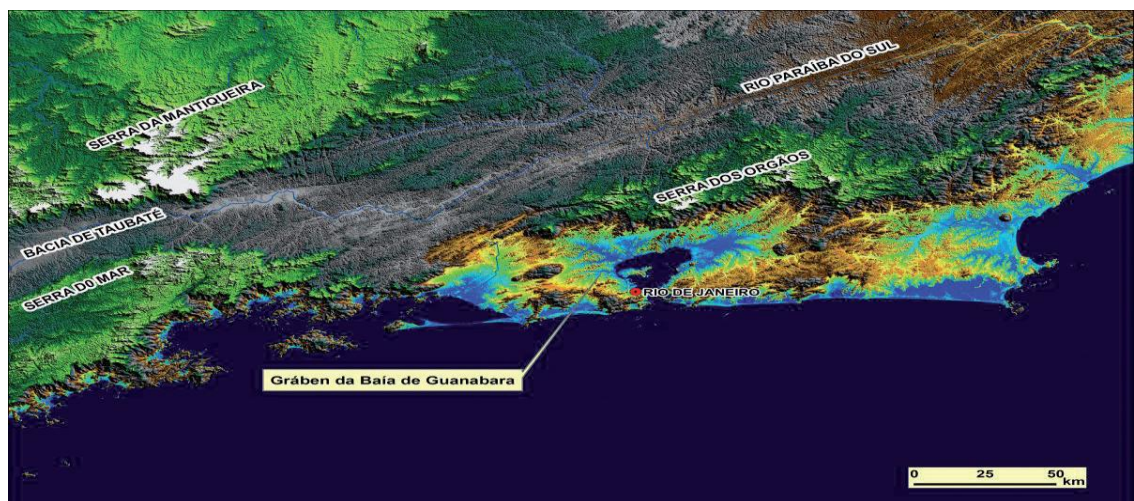 RIO PARAÍBA DO SUL
SERRA DA MANTIQUEIRA
SERRA DOS ORGÃOS
BACIA DE TAUBATÉ
SERRA D0 MAR
RIO DE JANEIRO
Gráben da Baía de Guanabara
0 25 50
km